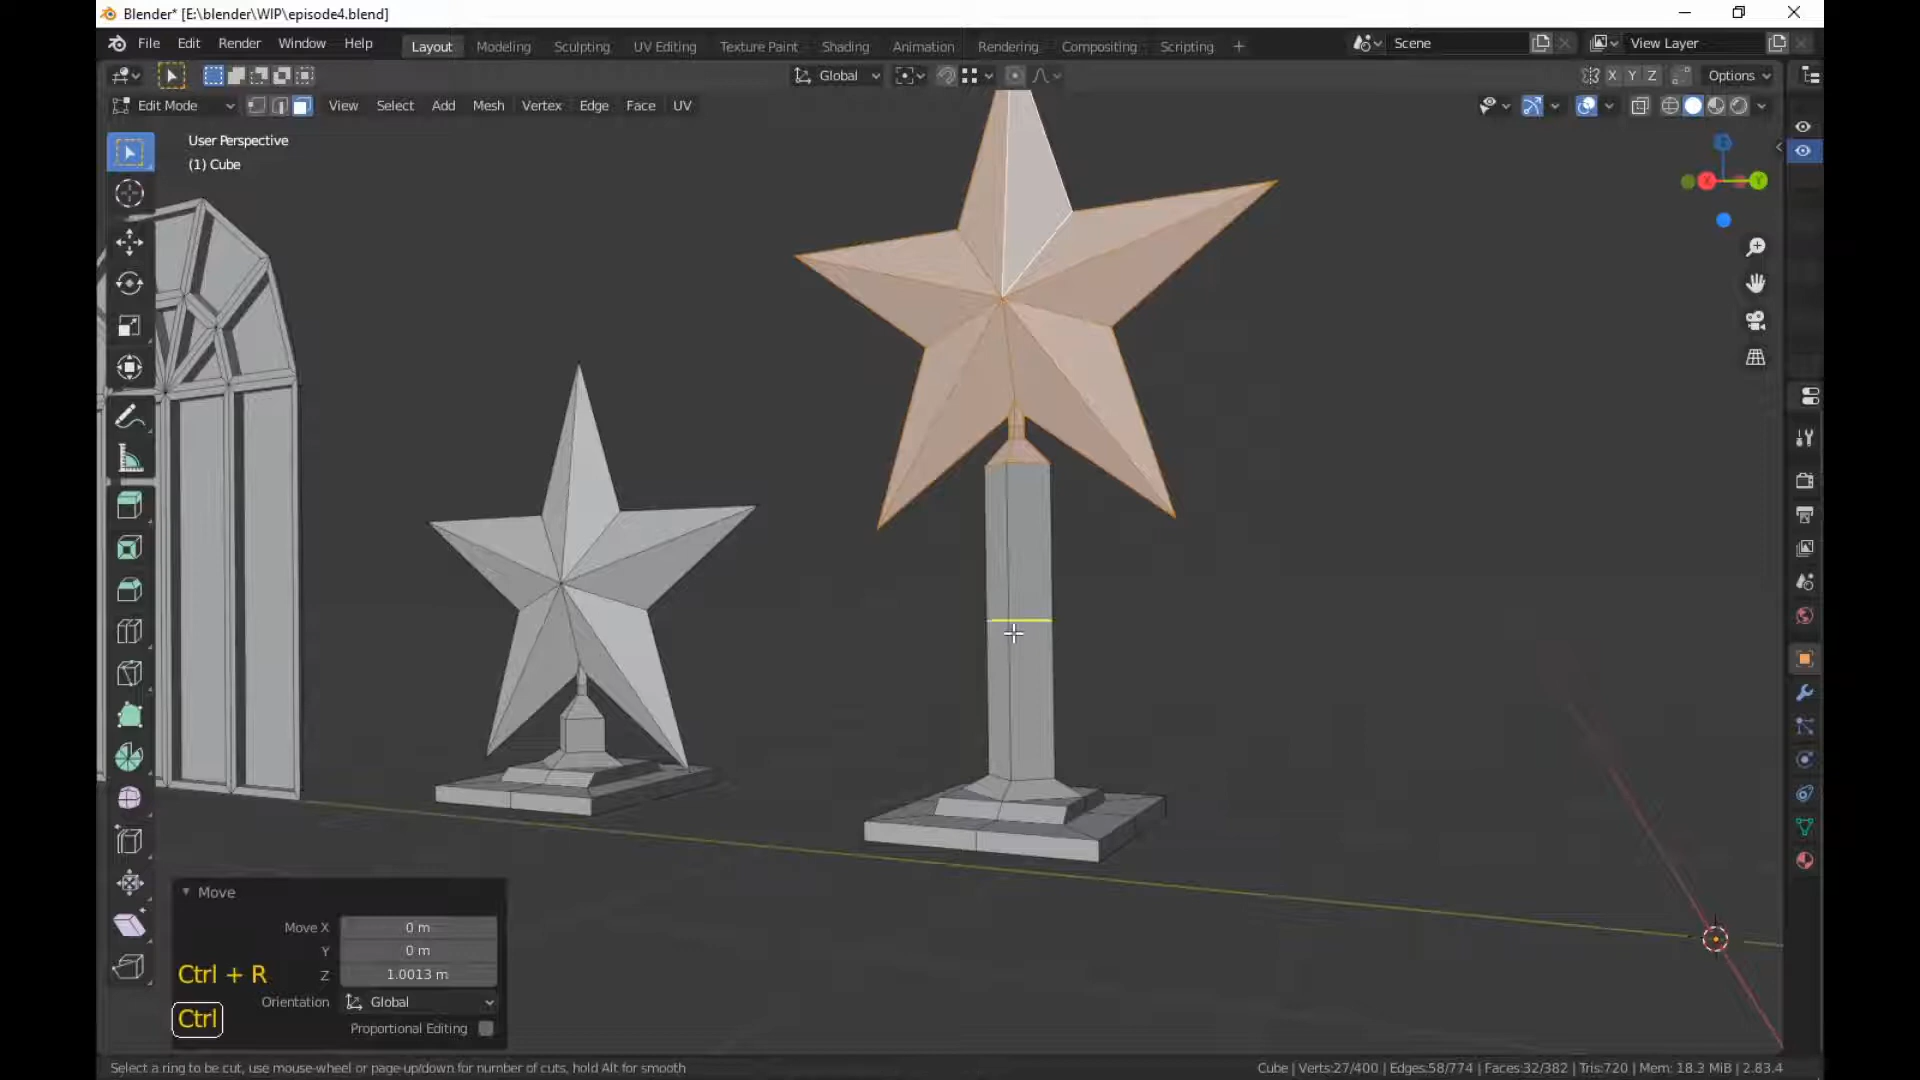 Blender* [E:\blender\WIP\episode4.blend]
File Edit Render Window Help Layout Modeling Sculpting UV Editing Texture Paint Shading Animation Rendering Compositing Scripting + Scene View Layer
Global X Y Z Options
Edit Mode View Select Add Mesh Vertex Edge Face UV
User Perspective
(1) Cube
X Y
Move
Move X 0 m
Y 0 m
Z 1.0013 m
Ctrl + R
Orientation Global
Ctrl
Proportional Editing
Select a ring to be cut, use mouse-wheel or page-up/down for number of cuts, hold Alt for smooth
Cube | Verts:27/400 | Edges:58/774 | Faces:32/382 | Tris:720 | Mem: 18.3 MiB | 2.83.4